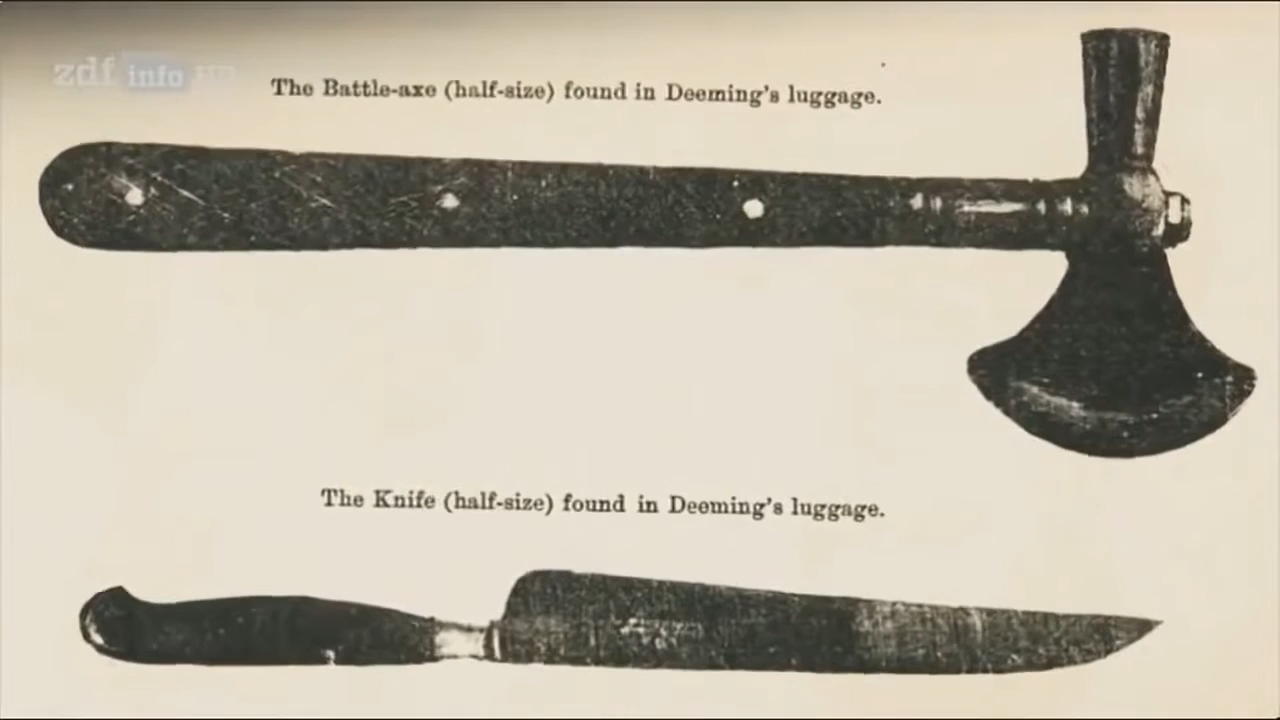 zdf info HD
The Battle-axe (half-size) found in Deeming's luggage.
The Knife (half-size) found in Deeming's luggage.